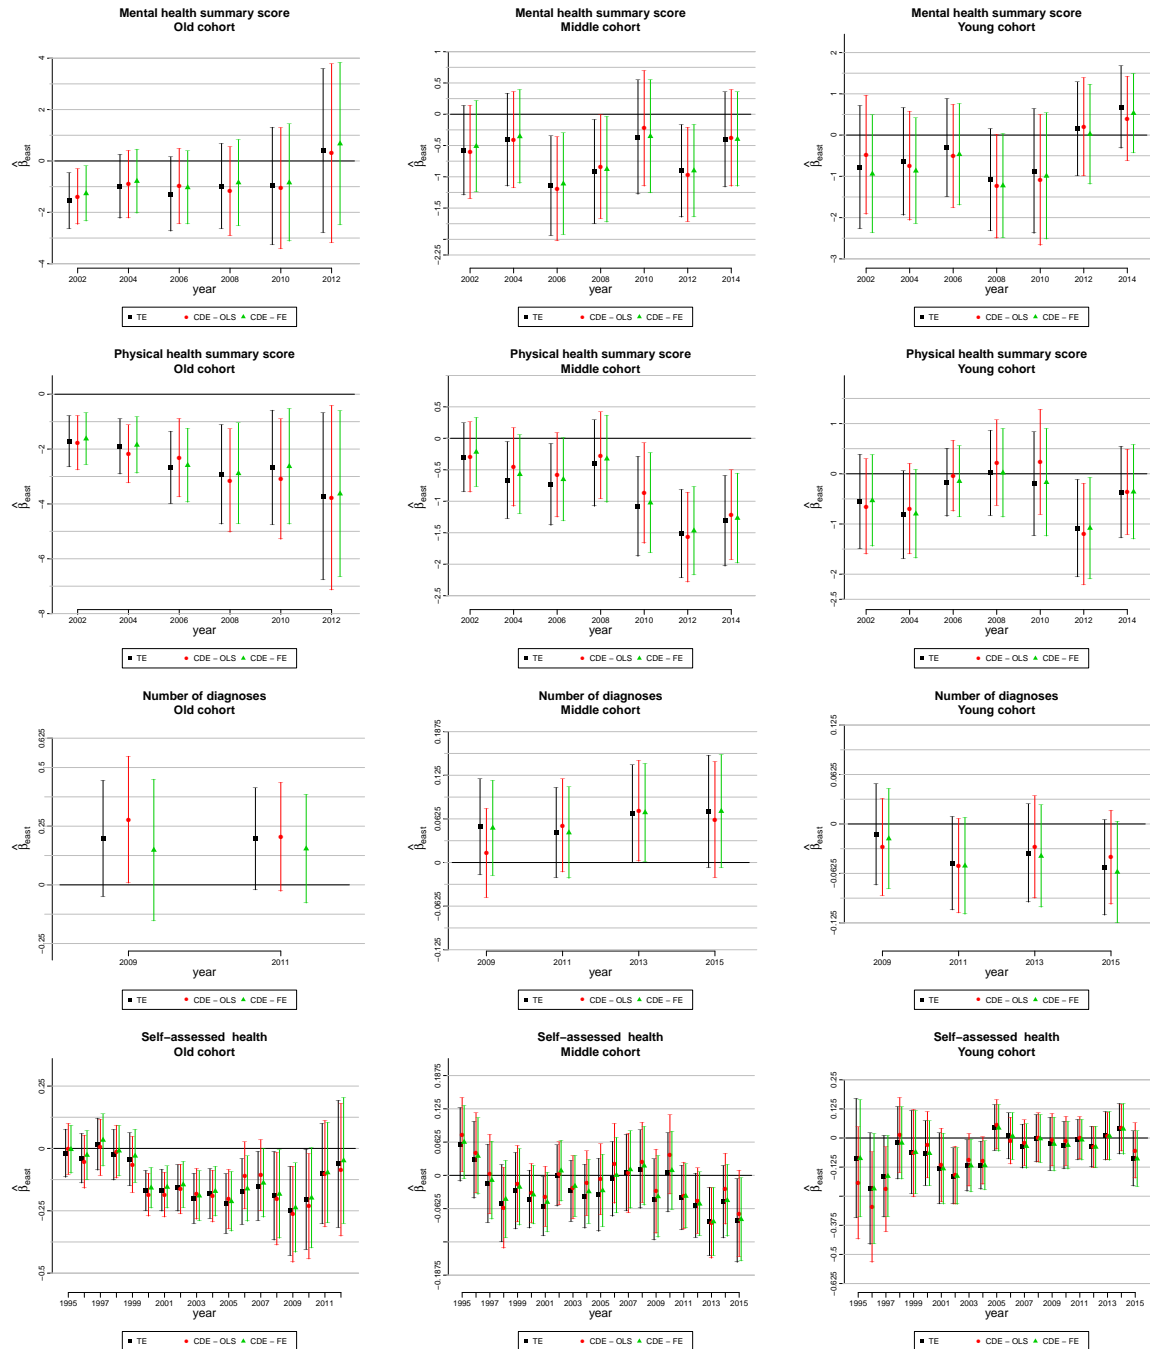 Mental health summary score
Old cohort
4
2
0
−2
−4
β̂east
2002 2004 2006 2008 2010 2012
year
TE CDE − OLS CDE − FE
Mental health summary score
Middle cohort
1
0.5
0
−0.5
−1
−1.5
−2.25
β̂east
2002 2004 2006 2008 2010 2012 2014
year
TE CDE − OLS CDE − FE
Mental health summary score
Young cohort
2
1
0
−1
−2
−3
β̂east
2002 2004 2006 2008 2010 2012 2014
year
TE CDE − OLS CDE − FE
Physical health summary score
Old cohort
0
−2
−4
−6
−8
β̂east
2002 2004 2006 2008 2010 2012
year
TE CDE − OLS CDE − FE
Physical health summary score
Middle cohort
0.5
0
−0.5
−1
−1.5
−2
−2.5
β̂east
2002 2004 2006 2008 2010 2012 2014
year
TE CDE − OLS CDE − FE
Physical health summary score
Young cohort
1
0
−1
−2
−2.5
β̂east
2002 2004 2006 2008 2010 2012 2014
year
TE CDE − OLS CDE − FE
Number of diagnoses
Old cohort
0.625
0.5
0.25
0
−0.25
β̂east
2009 2011
year
TE CDE − OLS CDE − FE
Number of diagnoses
Middle cohort
0.1875
0.125
0.0625
0
−0.0625
−0.125
β̂east
2009 2011 2013 2015
year
TE CDE − OLS CDE − FE
Number of diagnoses
Young cohort
0.125
0.0625
0
−0.0625
−0.125
β̂east
2009 2011 2013 2015
year
TE CDE − OLS CDE − FE
Self−assessed health
Old cohort
0.25
0
−0.25
−0.5
β̂east
1995 1997 1999 2001 2003 2005 2007 2009 2011
year
TE CDE − OLS CDE − FE
Self−assessed health
Middle cohort
0.1875
0.125
0.0625
0
−0.0625
−0.1875
β̂east
1995 1997 1999 2001 2003 2005 2007 2009 2011 2013 2015
year
TE CDE − OLS CDE − FE
Self−assessed health
Young cohort
0.25
0.125
0
−0.125
−0.375
−0.5
−0.625
β̂east
1995 1997 1999 2001 2003 2005 2007 2009 2011 2013 2015
year
TE CDE − OLS CDE − FE